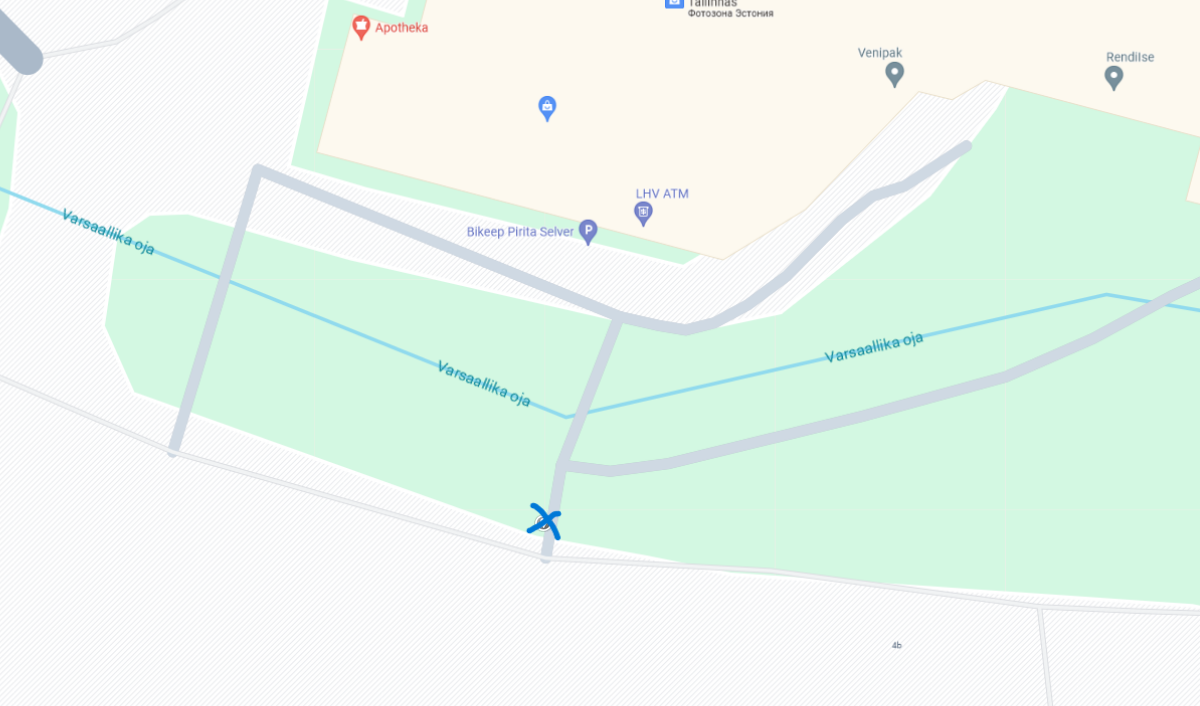 Tallinnas
Фотозона Эстония
Apotheka
Venipak
Rendilse
LHV ATM
Bikeep Pirita Selver
P
Varsaallika oja
Varsaallika oja
Varsaallika oja
4b